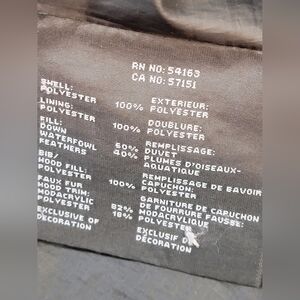 RN NO: 54163
CA NO: 57151
SHELL:
POLYESTER
LINING:
POLYESTER
FILL:
DOWN
WATERFOWL
FEATHERS
BIB/
HOOD FILL:
POLYESTER
FAUX FUR
HOOD TRIM:
MODACRYLIC
POLYESTER
EXCLUSIVE OF
DECORATION
100%
100%
60%
40%
100%
82%
18%
EXTERIEUR:
POLYESTER
DOUBLURE:
POLYESTER
REMPLISSAGE:
DUVET
PLUMES D'OISEAUX-
AQUATIQUE
REMPLISSAGE DE BAVOIR
CAPUCHON:
POLYESTER
GARNITURE DE CAPUCHON
DE FOURRURE FAUSSE:
MODACRYLIQUE
POLYESTER
EXCLUSIF DE
DÉCORATION